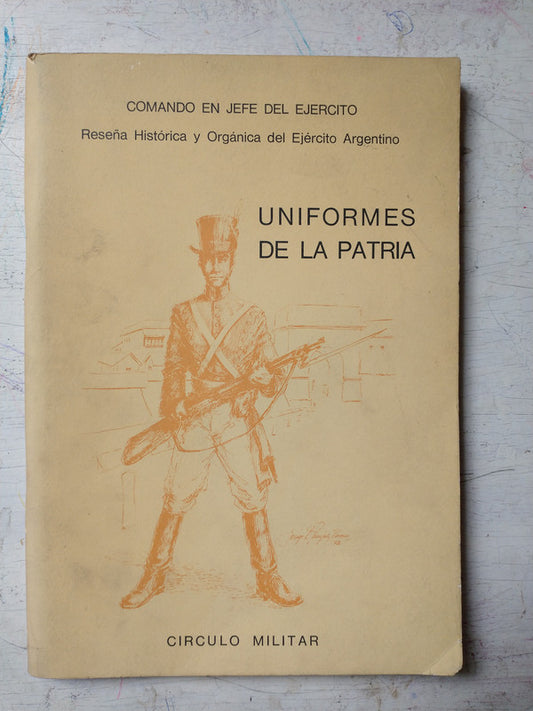 COMANDO EN JEFE DEL EJERCITO
Reseña Histórica y Orgánica del Ejército Argentino
UNIFORMES
DE LA PATRIA
CIRCULO MILITAR